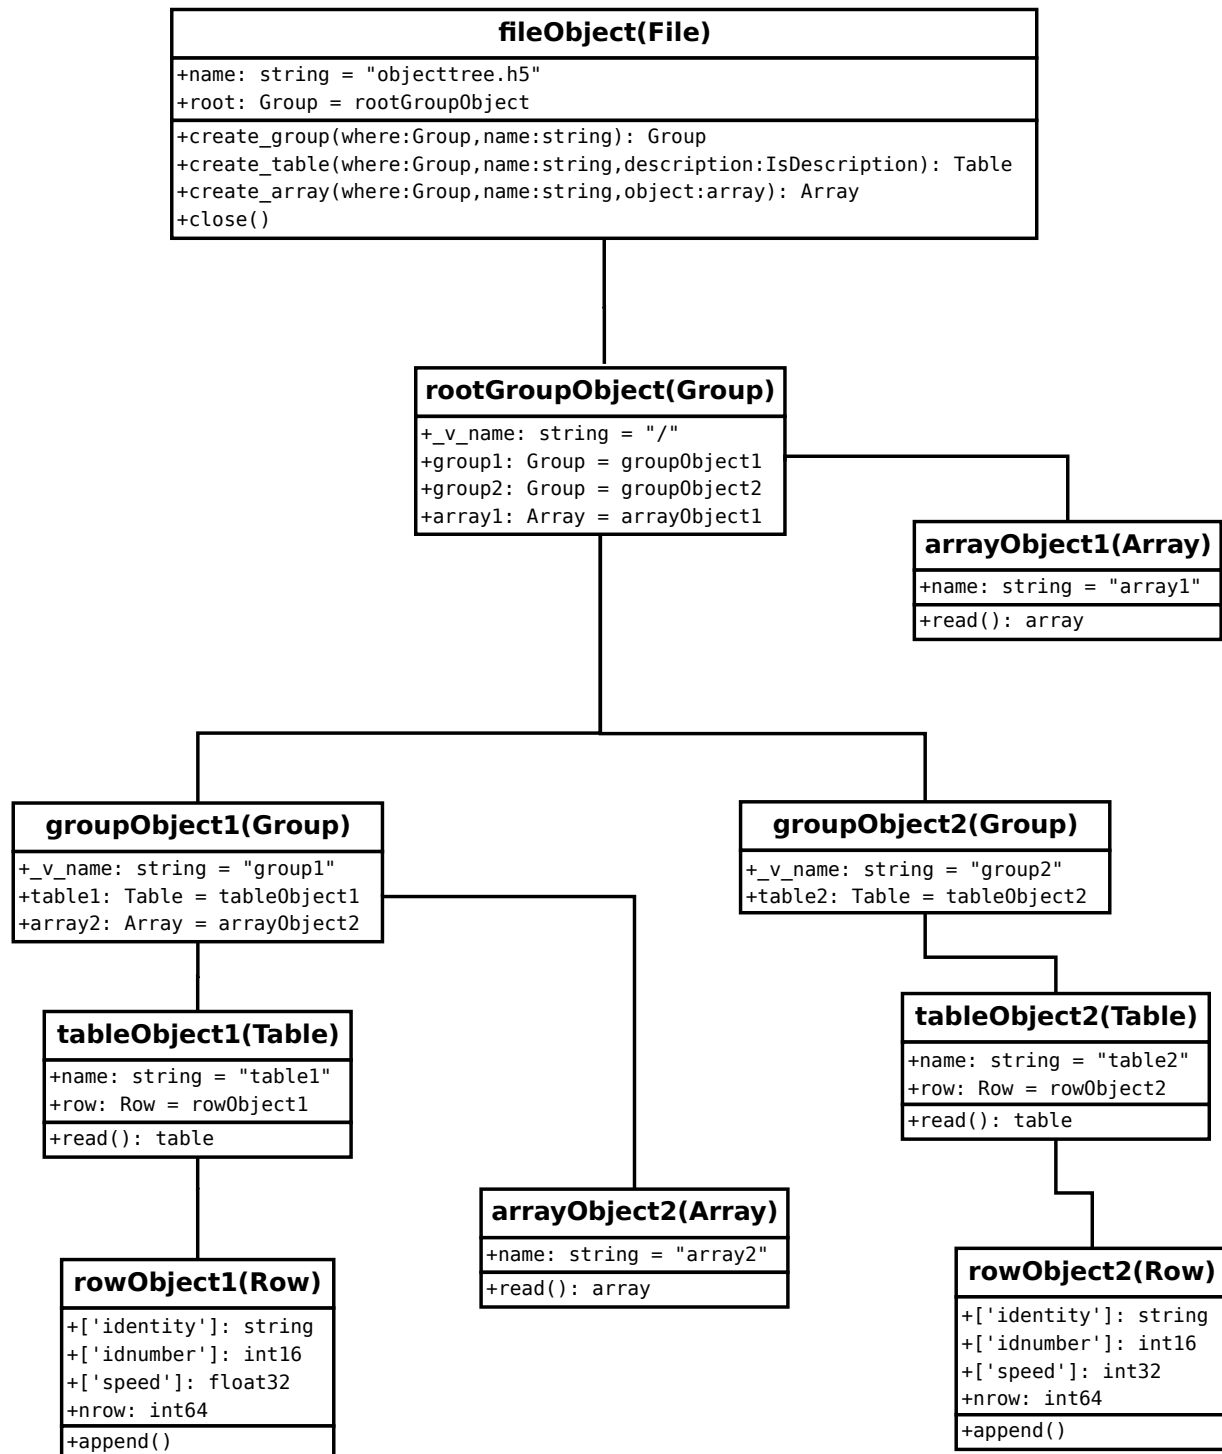 fileObject(File)
+name: string = "objecttree.h5"
+root: Group = rootGroupObject
+create_group(where:Group,name:string): Group
+create_table(where:Group,name:string,description:IsDescription): Table
+create_array(where:Group,name:string,object:array): Array
+close()
rootGroupObject(Group)
+_v_name: string = "/"
+group1: Group = groupObject1
+group2: Group = groupObject2
+array1: Array = arrayObject1
arrayObject1(Array)
+name: string = "array1"
+read(): array
groupObject1(Group)
+_v_name: string = "group1"
+table1: Table = tableObject1
+array2: Array = arrayObject2
groupObject2(Group)
+_v_name: string = "group2"
+table2: Table = tableObject2
tableObject1(Table)
+name: string = "table1"
+row: Row = rowObject1
+read(): table
tableObject2(Table)
+name: string = "table2"
+row: Row = rowObject2
+read(): table
arrayObject2(Array)
+name: string = "array2"
+read(): array
rowObject1(Row)
+['identity']: string
+['idnumber']: int16
+['speed']: float32
+nrow: int64
+append()
rowObject2(Row)
+['identity']: string
+['idnumber']: int16
+['speed']: int32
+nrow: int64
+append()